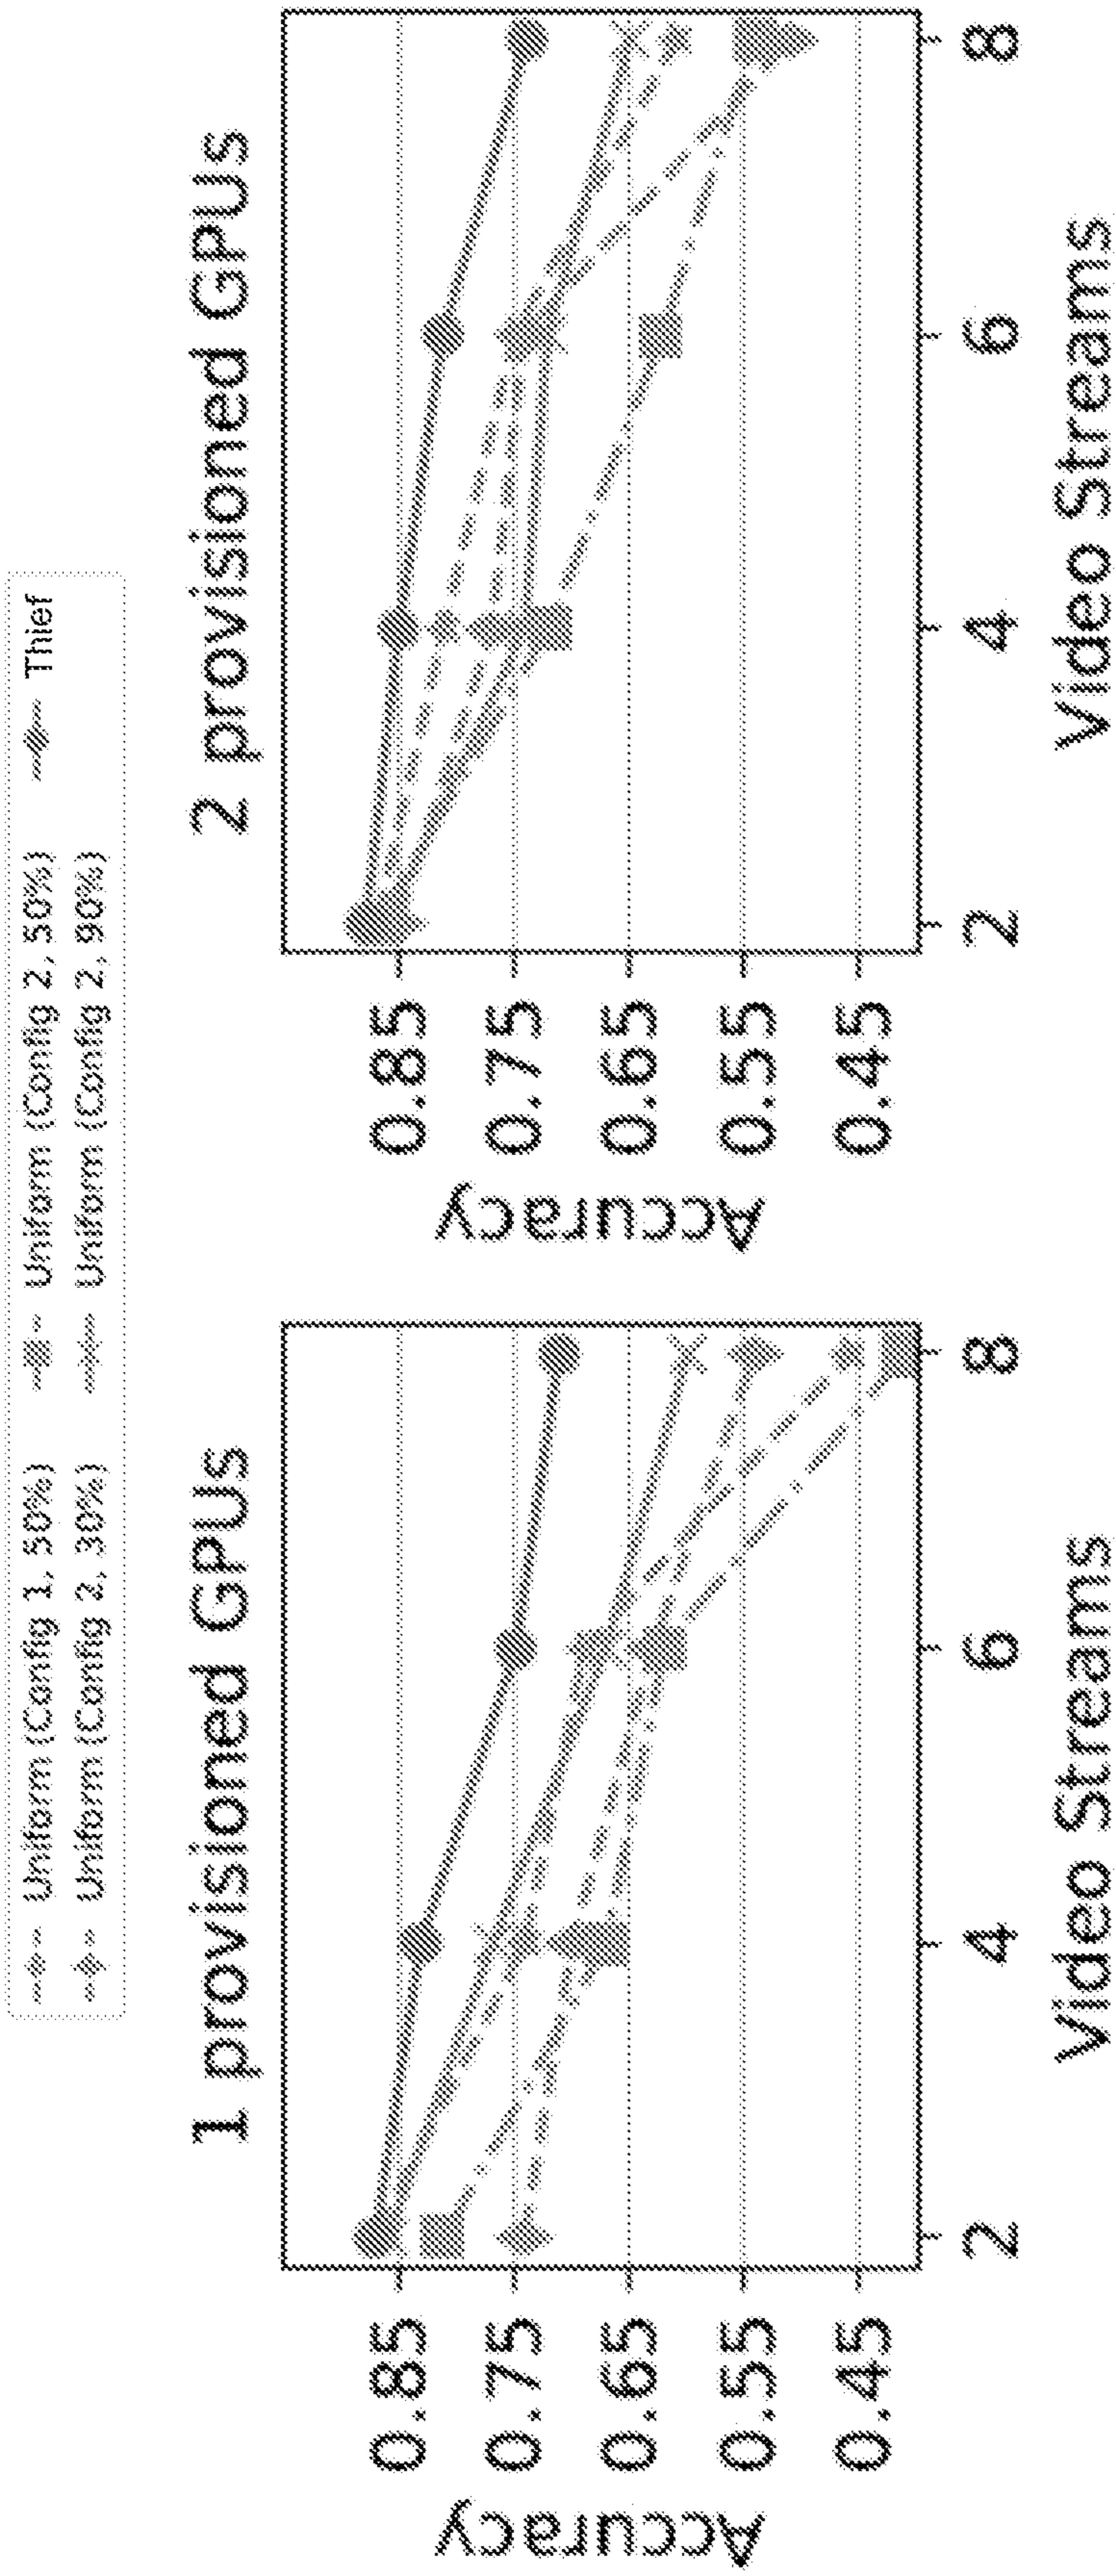 Uniform (Config 1, 50%) Uniform (Config 2, 50%) Thief
Uniform (Config 2, 30%) Uniform (Config 2, 90%)
1 provisioned GPUs
Accuracy
0.85
0.75
0.65
0.55
0.45
2 4 6 8
Video Streams
2 provisioned GPUs
Accuracy
0.85
0.75
0.65
0.55
0.45
2 4 6 8
Video Streams